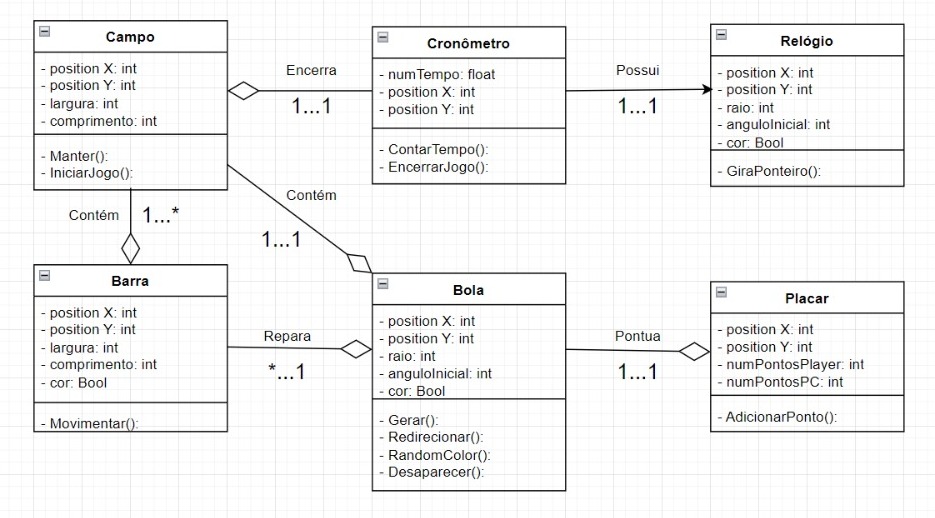 Campo
- position X: int
- position Y: int
- largura: int
- comprimento: int
- Manter():
- IniciarJogo():
Encerra
1...1
Cronômetro
- numTempo: float
- position X: int
- position Y: int
- ContarTempo():
- EncerrarJogo():
Possui
1...1
Relógio
- position X: int
- position Y: int
- raio: int
- anguloInicial: int
- cor: Bool
- GiraPonteiro():
Contém
1...*
Contém
1...1
Barra
- position X: int
- position Y: int
- largura: int
- comprimento: int
- cor: Bool
- Movimentar():
Repara
*...1
Bola
- position X: int
- position Y: int
- raio: int
- anguloInicial: int
- cor: Bool
- Gerar():
- Redirecionar():
- RandomColor():
- Desaparecer():
Pontua
1...1
Placar
- position X: int
- position Y: int
- numPontosPlayer: int
- numPontosPC: int
- AdicionarPonto():